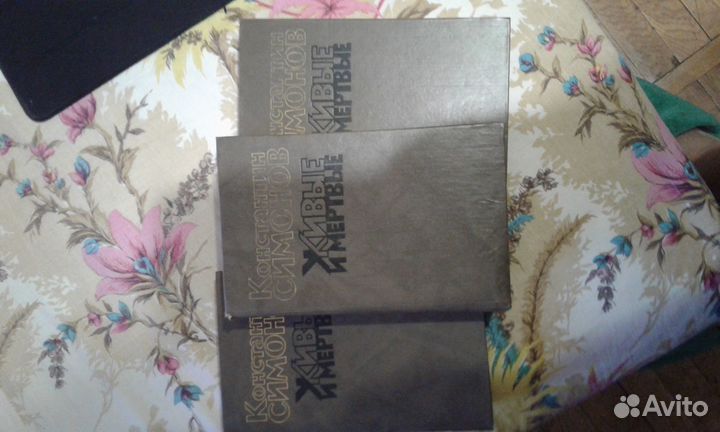 Константин
Симонов
Живые
и мертвые
Константин
Симонов
Живые
и мертвые
Константин
Симонов
Живые
и мертвые
Avito